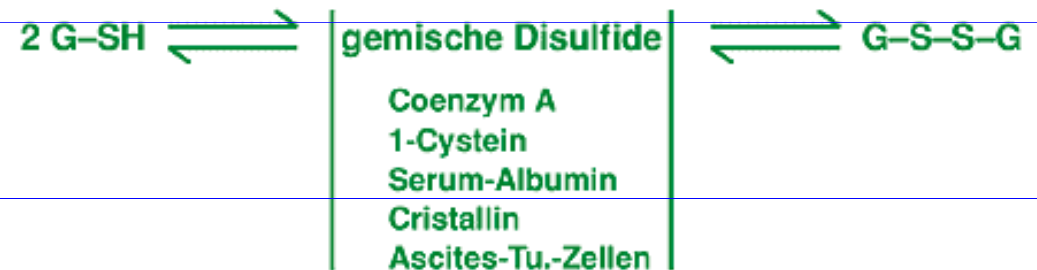 2 G–SH gemische Disulfide G–S–S–G
Coenzym A
1-Cystein
Serum-Albumin
Cristallin
Ascites-Tu.-Zellen